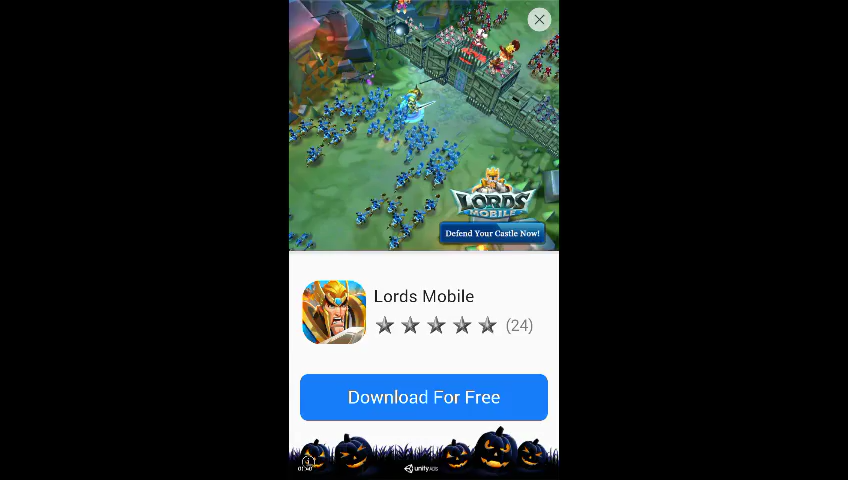 LORDS
MOBILE
Defend Your Castle Now!
Lords Mobile
(24)
Download For Free
unity ADS